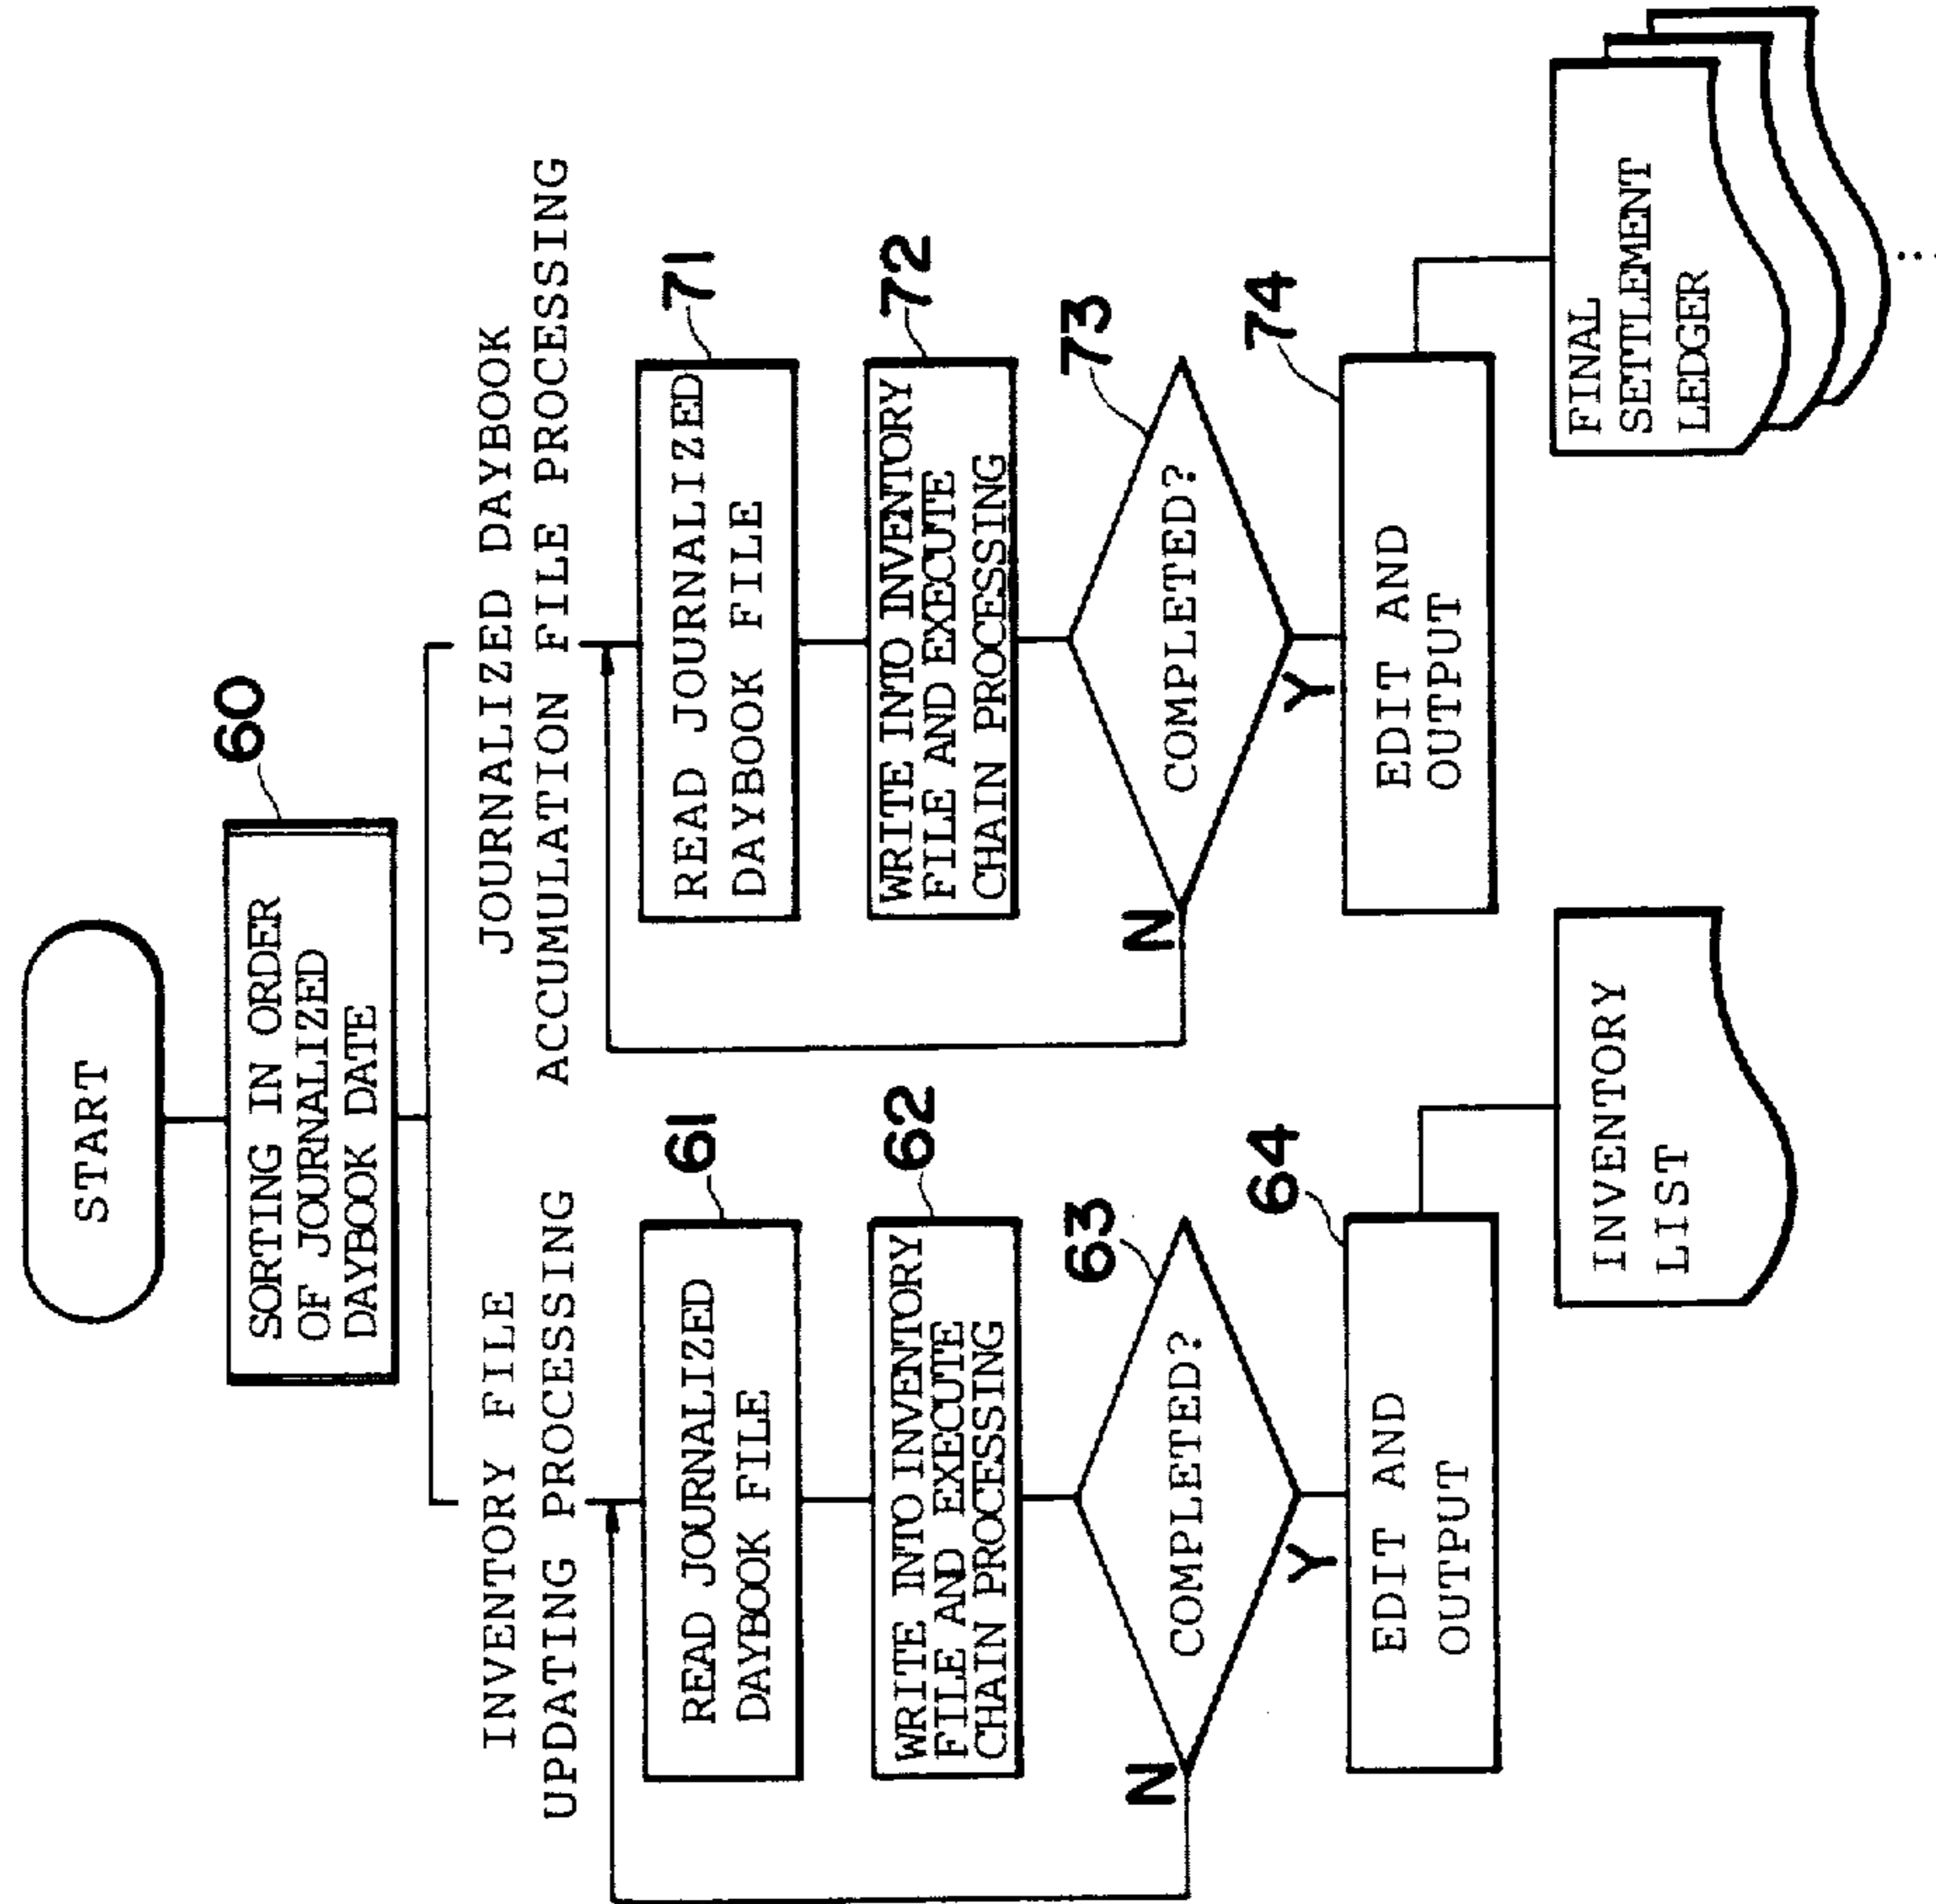 START
60
SORTING IN ORDER
OF JOURNALIZED
DAYBOOK DATE
INVENTORY FILE
UPDATING PROCESSING
61
READ JOURNALIZED
DAYBOOK FILE
62
WRITE INTO INVENTORY
FILE AND EXECUTE
CHAIN PROCESSING
63
COMPLETED?
N
Y
64
EDIT AND
OUTPUT
INVENTORY
LIST
JOURNALIZED DAYBOOK
ACCUMULATION FILE PROCESSING
71
READ JOURNALIZED
DAYBOOK FILE
72
WRITE INTO INVENTORY
FILE AND EXECUTE
CHAIN PROCESSING
73
COMPLETED?
N
Y
74
EDIT AND
OUTPUT
FINAL
SETTLEMENT
LEDGER
...